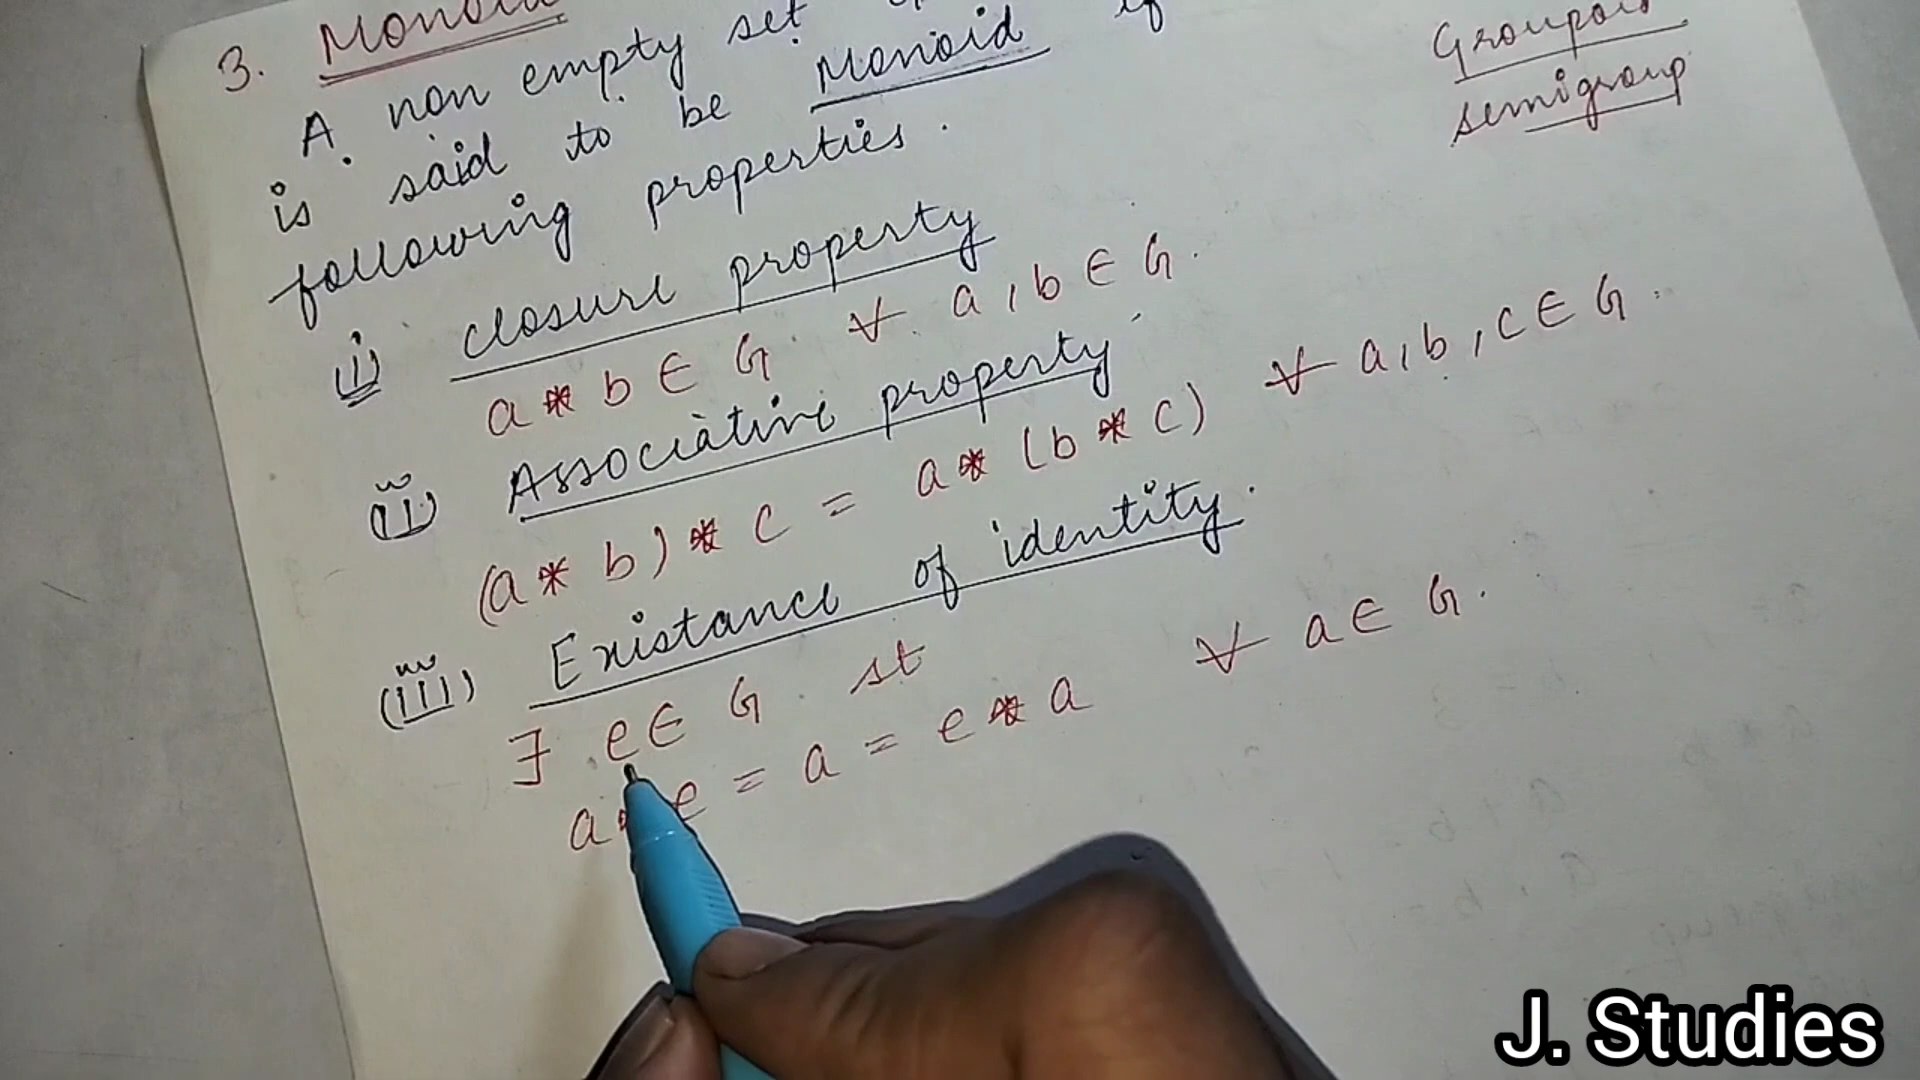 3. Monoid
A non empty set
is said to be Monoid if
following properties.
(i) closure property
a * b ∈ G ∀ a, b ∈ G.
(ii) Associative property
(a * b) * c = a * (b * c) ∀ a, b, c ∈ G.
(iii) Existance of identity.
∃ e ∈ G st
a * e = a = e * a ∀ a ∈ G.
Groupoid
semigroup
J. Studies